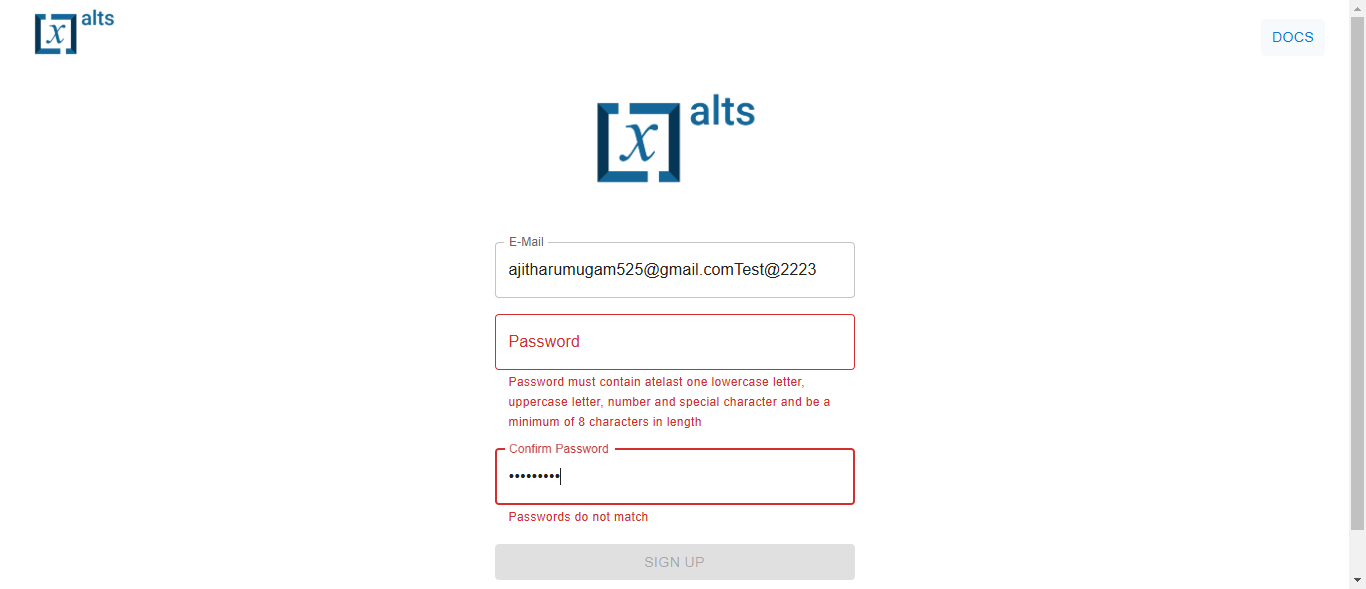 x alts
DOCS
x alts
E-Mail
ajitharumugam525@gmail.comTest@2223
Password
Password must contain atelast one lowercase letter,
uppercase letter, number and special character and be a
minimum of 8 characters in length
Confirm Password
•••••••••
Passwords do not match
SIGN UP